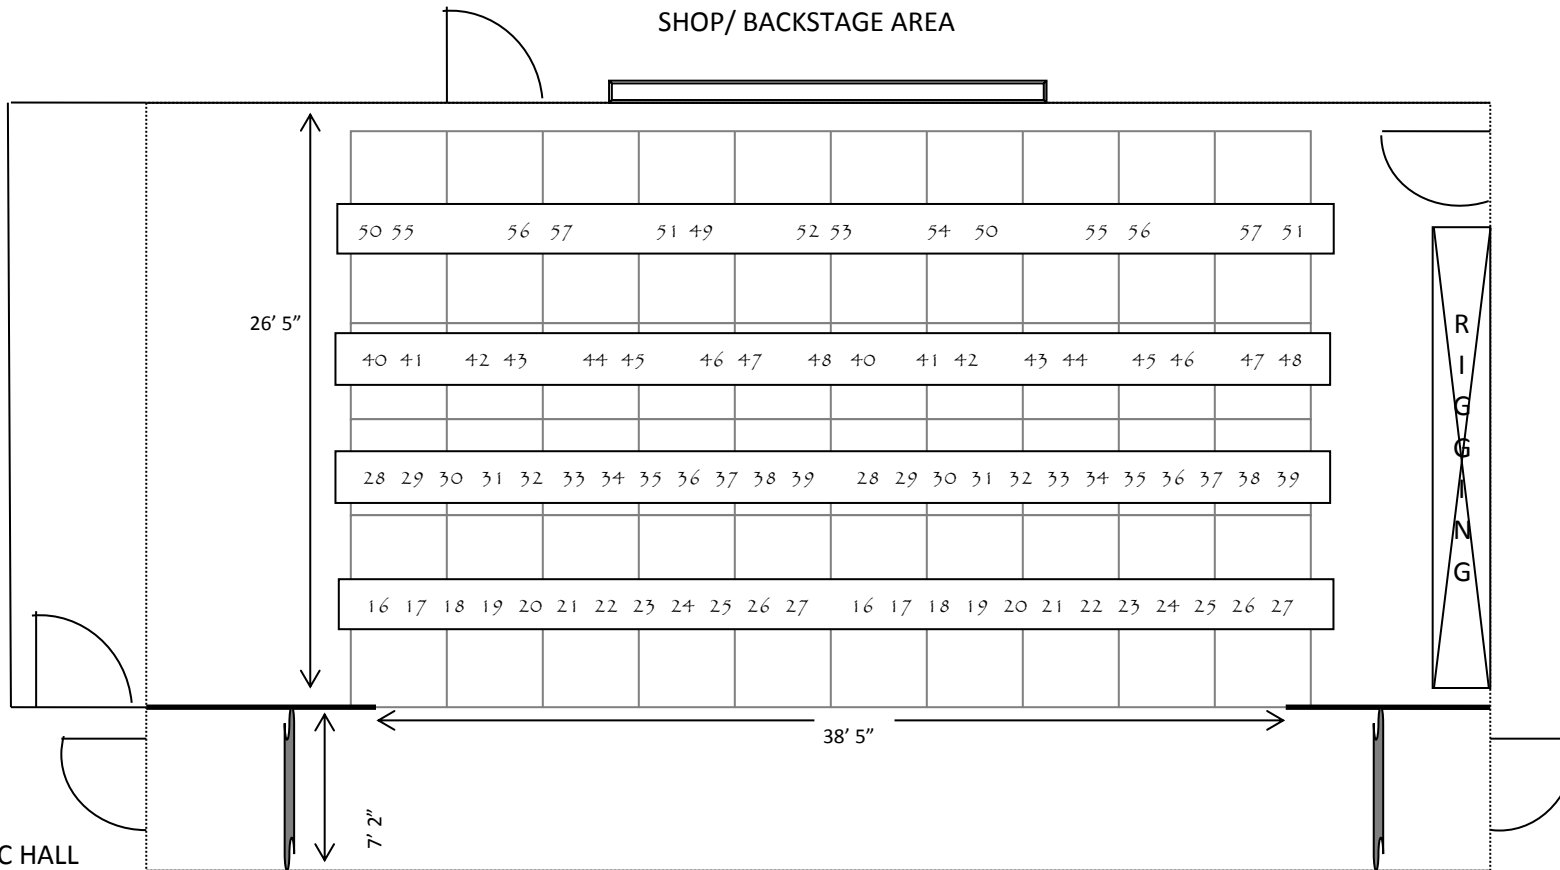 SHOP/ BACKSTAGE AREA
50 55 56 57 51 49 52 53 54 50 55 56 57 51
26’ 5”
40 41 42 43 44 45 46 47 48 40 41 42 43 44 45 46 47 48
28 29 30 31 32 33 34 35 36 37 38 39 28 29 30 31 32 33 34 35 36 37 38 39
16 17 18 19 20 21 22 23 24 25 26 27 16 17 18 19 20 21 22 23 24 25 26 27
RIGGING
38’ 5”
7’ 2”
C HALL